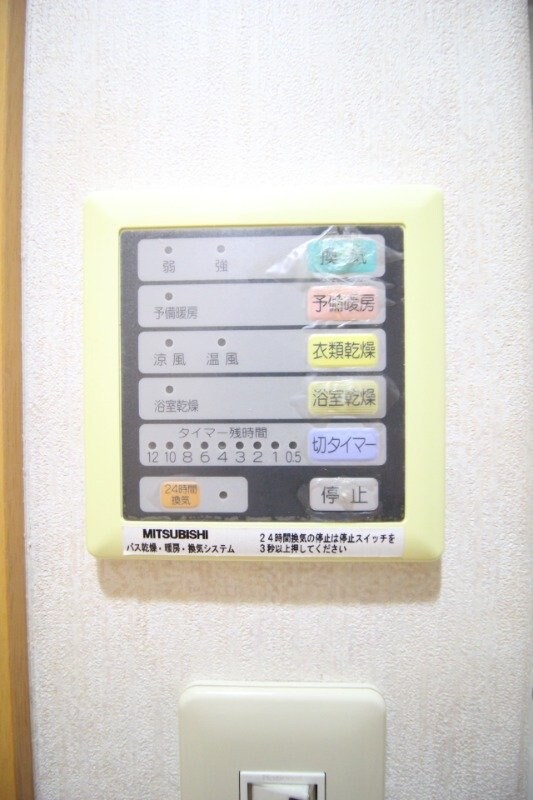 弱 強 換気
予備暖房 予備暖房
涼風 温風 衣類乾燥
浴室乾燥 浴室乾燥
タイマー残時間
12 10 8 6 4 3 2 1 0.5 切タイマー
24時間
換気 停止
MITSUBISHI
バス乾燥・暖房・換気システム
24時間換気の停止は停止スイッチを
3秒以上押してください